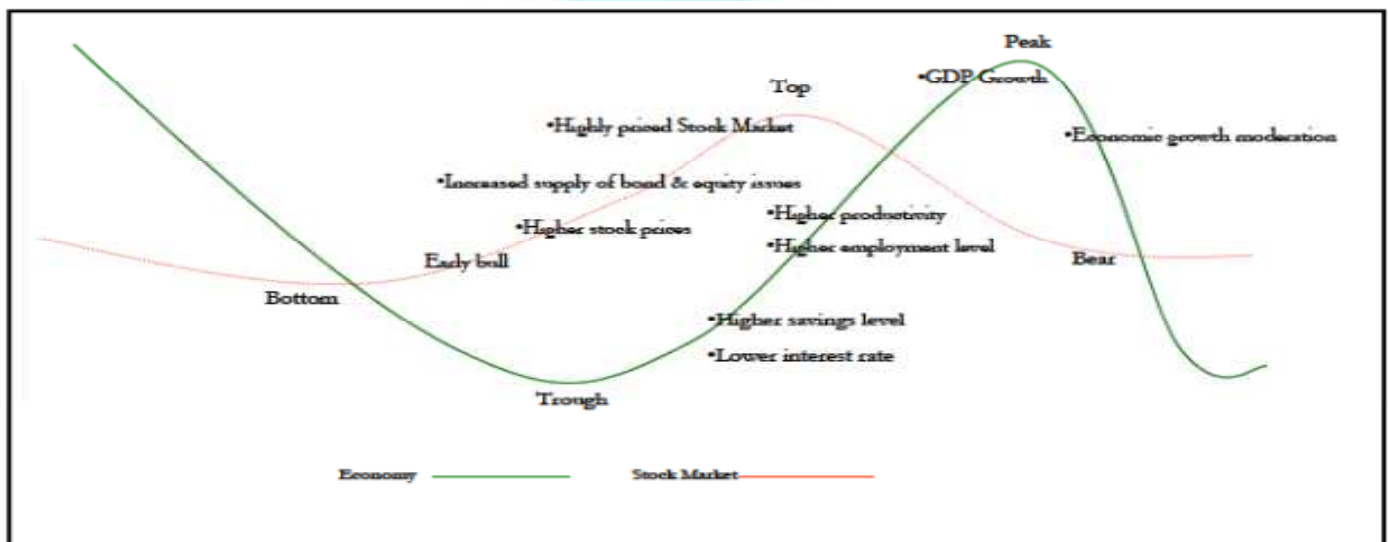 Peak
•GDP Growth
Top
•Highly priced Stock Market
•Economic growth moderation
•Increased supply of bond & equity issues
•Higher productivity
•Higher stock prices
•Higher employment level
Early bull
Bear
Bottom
•Higher savings level
•Lower interest rate
Trough
Economy
Stock Market